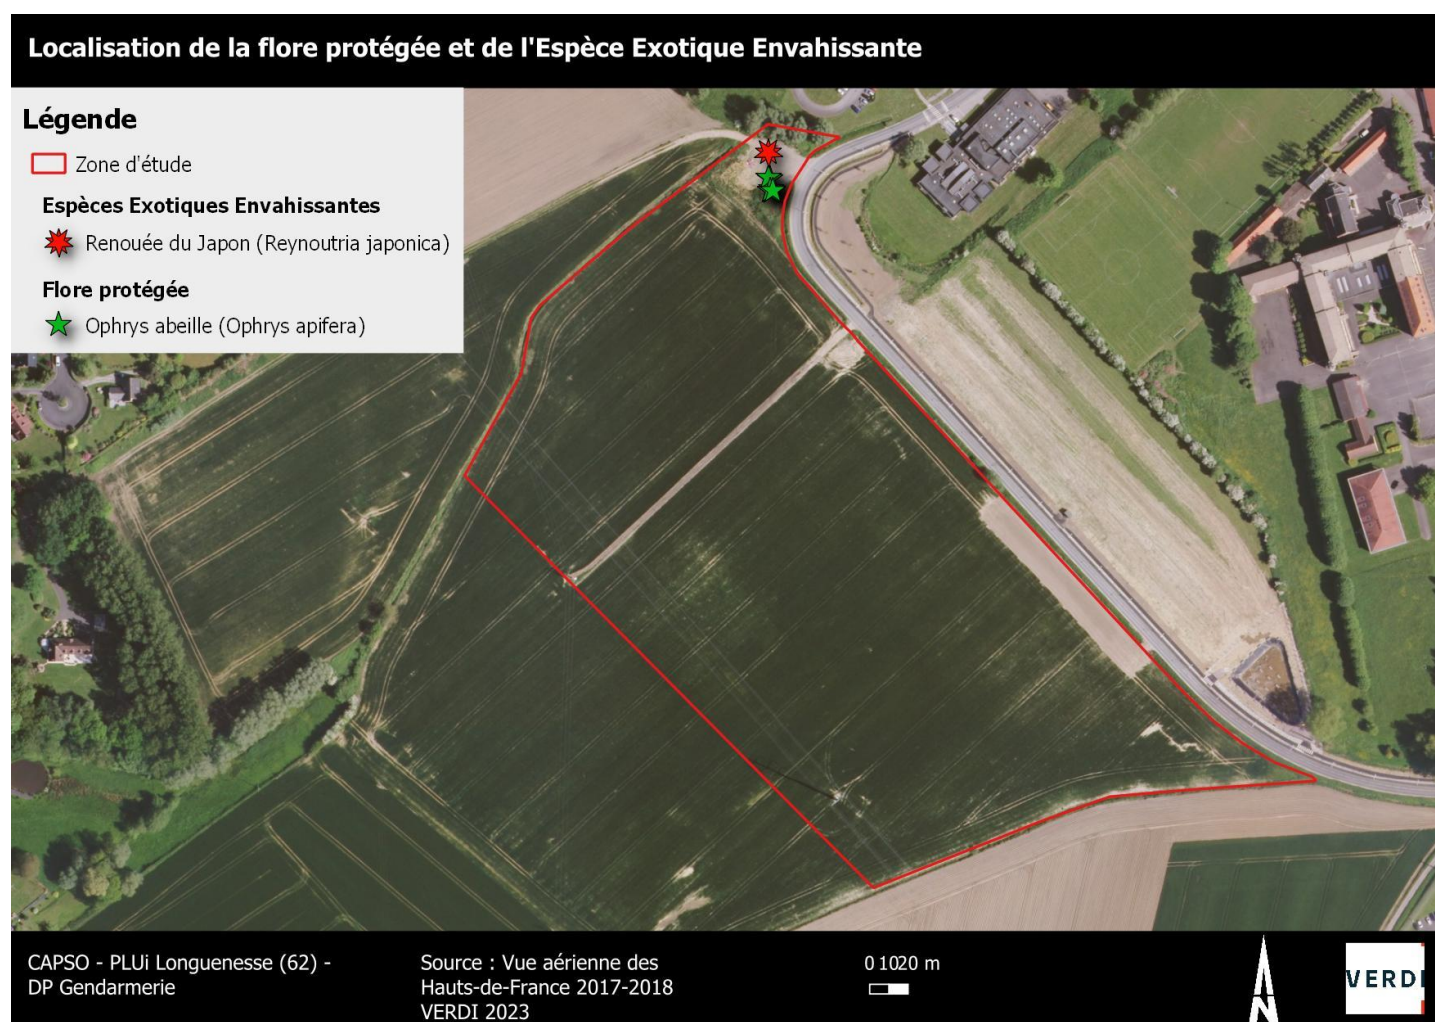 Localisation de la flore protégée et de l'Espèce Exotique Envahissante
Légende
Zone d'étude
Espèces Exotiques Envahissantes
Renouée du Japon (Reynoutria japonica)
Flore protégée
Ophrys abeille (Ophrys apifera)
CAPSO - PLUi Longuenesse (62) -
DP Gendarmerie
Source : Vue aérienne des
Hauts-de-France 2017-2018
VERDI 2023
0 1020 m
N
VERDI